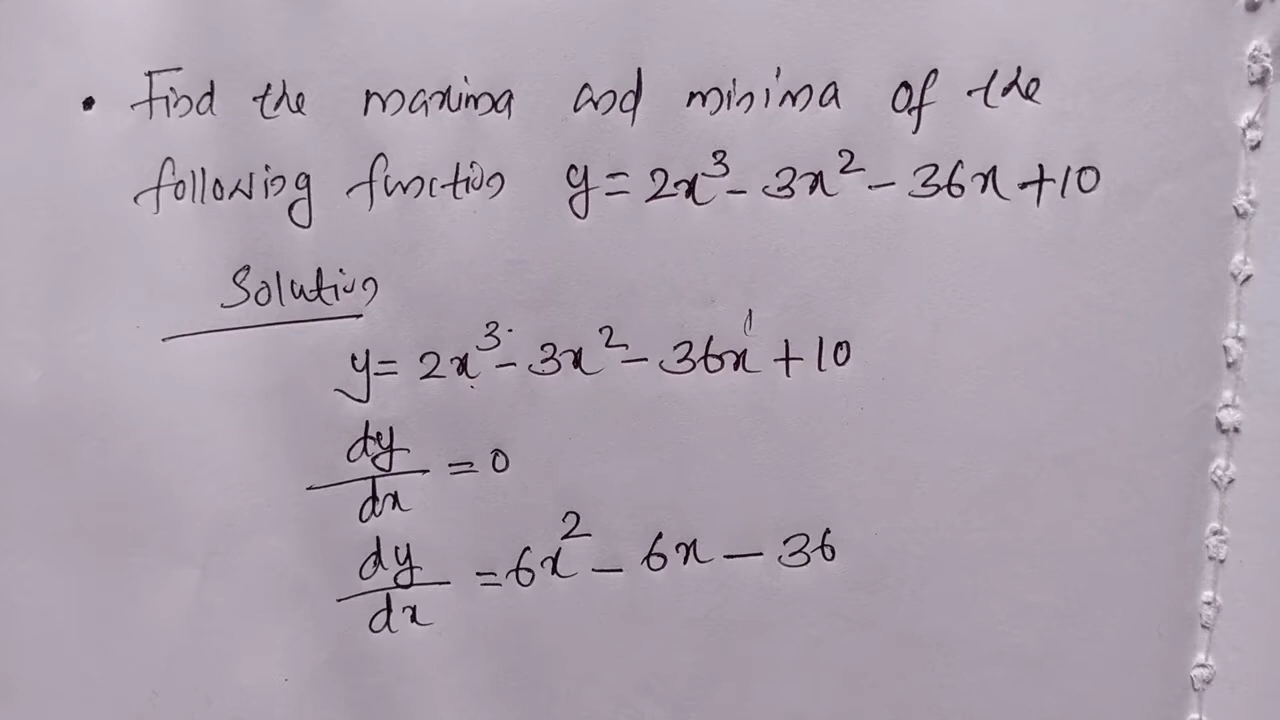 • Find the maxima and minima of the
following function y = 2x³ - 3x² - 36x + 10
Solution
y = 2x³ - 3x² - 36x¹ + 10
dy/dx = 0
dy/dx = 6x² - 6x - 36